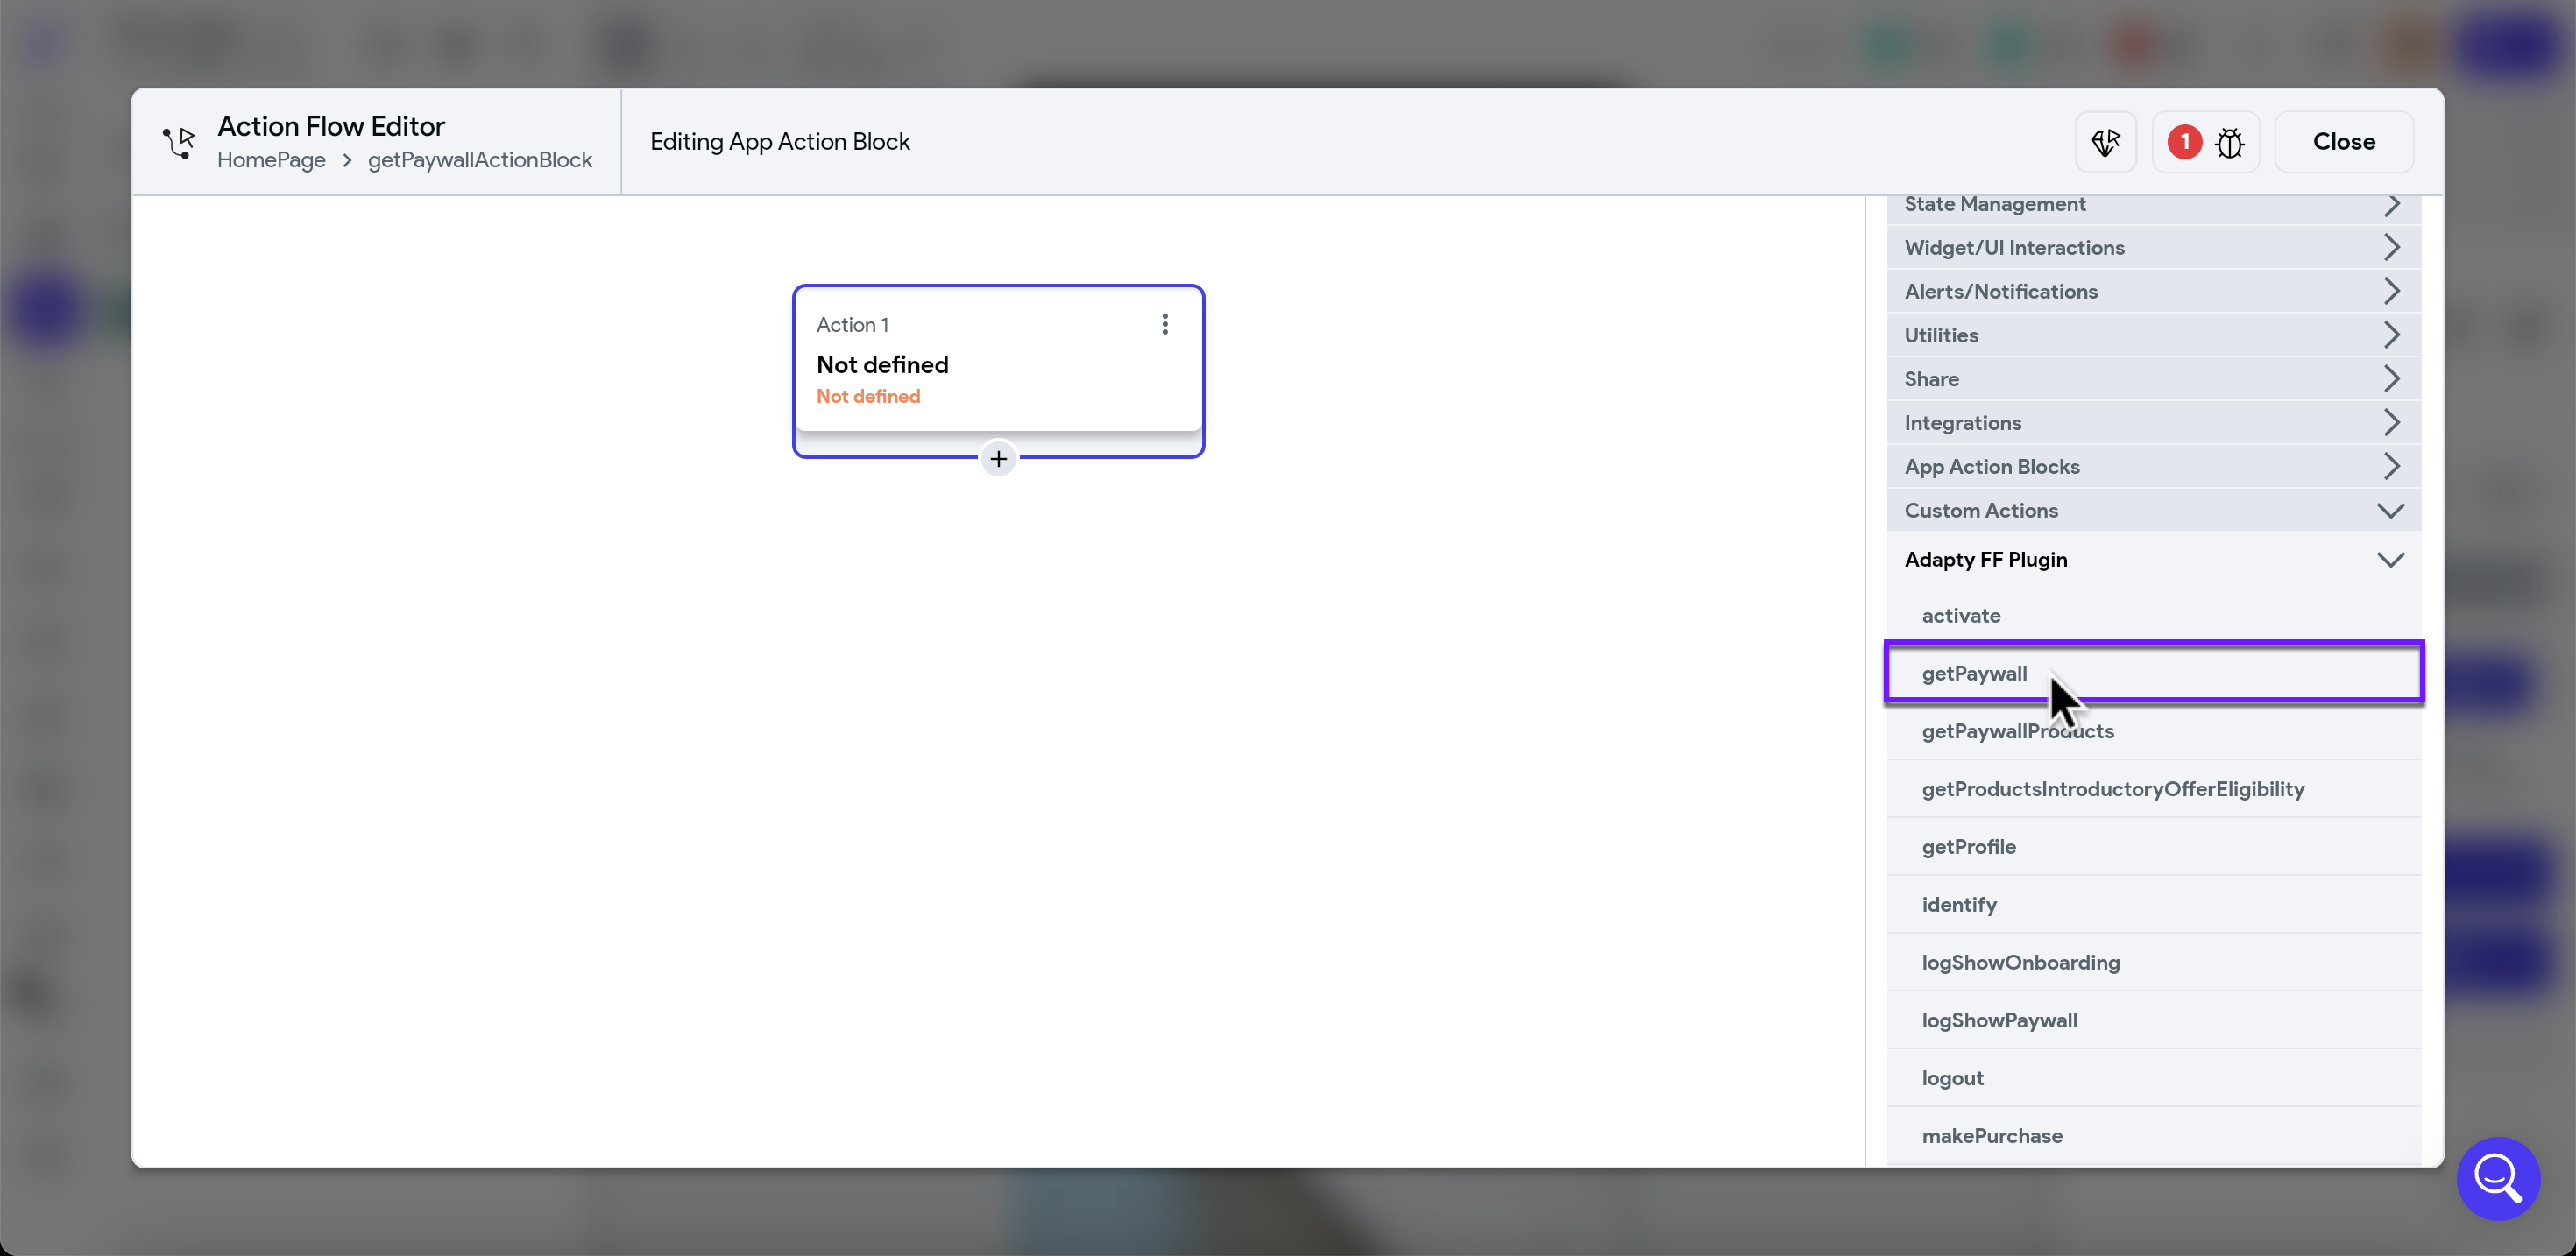 Action Flow Editor
HomePage > getPaywallActionBlock
Editing App Action Block
1
Close
Action 1
Not defined
Not defined
State Management
Widget/UI Interactions
Alerts/Notifications
Utilities
Share
Integrations
App Action Blocks
Custom Actions
Adapty FF Plugin
activate
getPaywall
getPaywallProducts
getProductsIntroductoryOfferEligibility
getProfile
identify
logShowOnboarding
logShowPaywall
logout
makePurchase